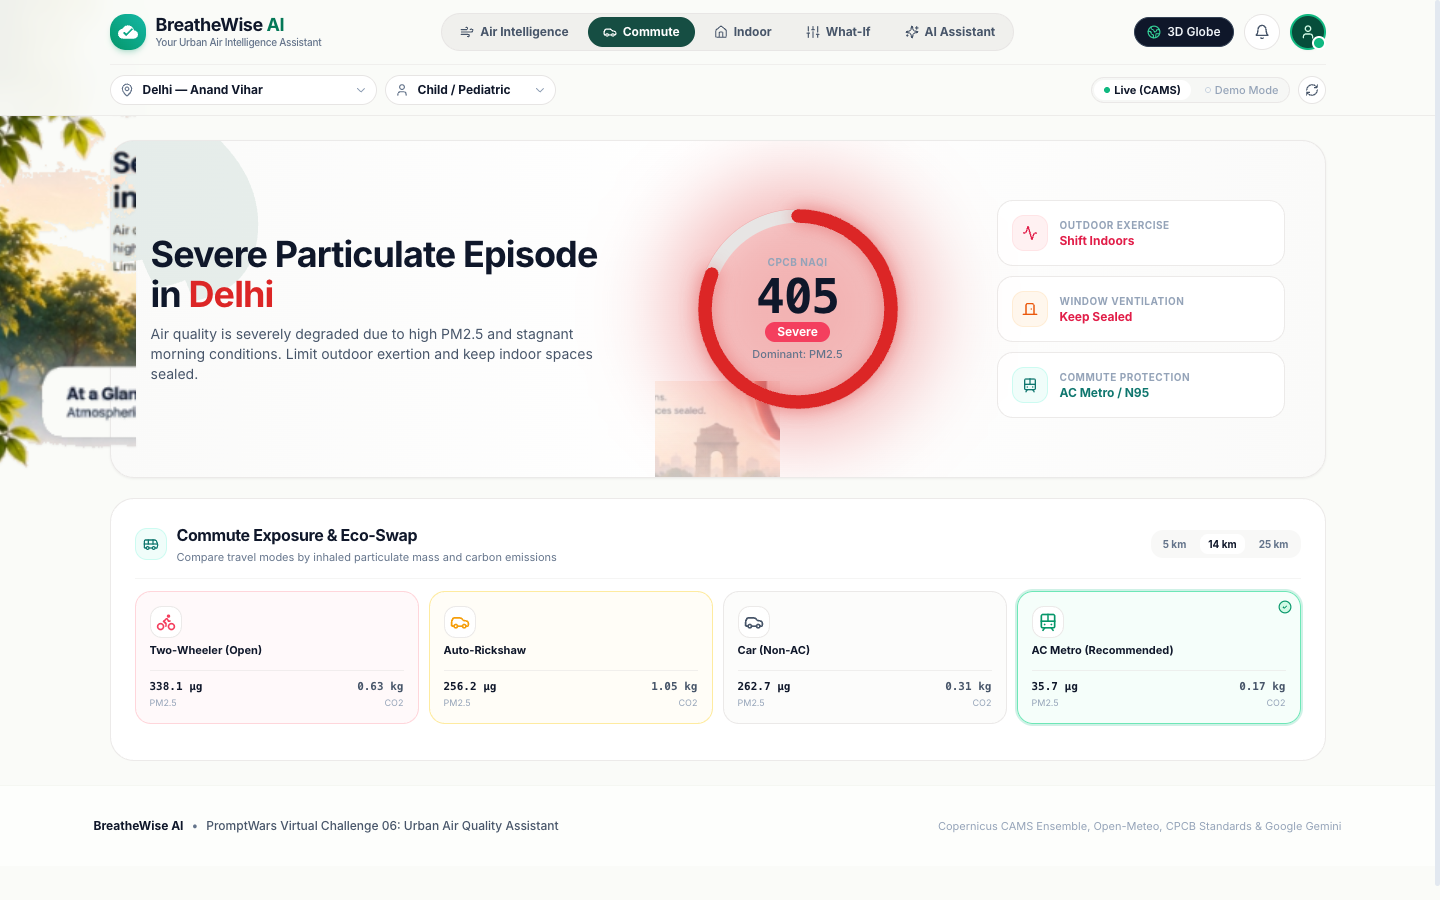 BreatheWise AI
Your Urban Air Intelligence Assistant
Air Intelligence
Commute
Indoor
What-If
AI Assistant
3D Globe
Delhi — Anand Vihar
Child / Pediatric
Live (CAMS)
Demo Mode
in
Air
At a Glan
Atmospheri
Severe Particulate Episode
in Delhi
Air quality is severely degraded due to high PM2.5 and stagnant
morning conditions. Limit outdoor exertion and keep indoor spaces
sealed.
CPCB NAQI
405
Severe
Dominant: PM2.5
ns.
ces sealed.
OUTDOOR EXERCISE
Shift Indoors
WINDOW VENTILATION
Keep Sealed
COMMUTE PROTECTION
AC Metro / N95
Commute Exposure & Eco-Swap
Compare travel modes by inhaled particulate mass and carbon emissions
5 km
14 km
25 km
Two-Wheeler (Open)
338.1 µg
0.63 kg
PM2.5
CO2
Auto-Rickshaw
256.2 µg
1.05 kg
PM2.5
CO2
Car (Non-AC)
262.7 µg
0.31 kg
PM2.5
CO2
AC Metro (Recommended)
35.7 µg
0.17 kg
PM2.5
CO2
BreatheWise AI • PromptWars Virtual Challenge 06: Urban Air Quality Assistant
Copernicus CAMS Ensemble, Open-Meteo, CPCB Standards & Google Gemini